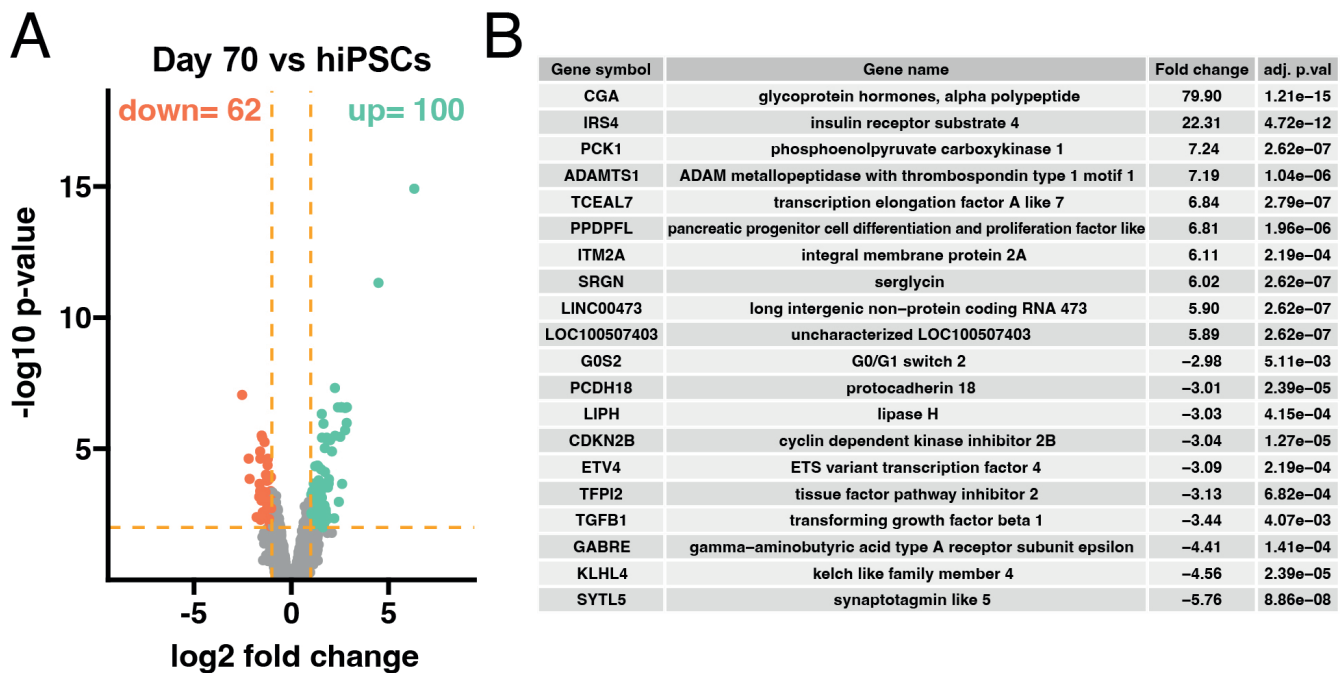 A
Day 70 vs hiPSCs
down= 62
up= 100
-log10 p-value
15
10
5
-5 0 5
log2 fold change
B
Gene symbol Gene name Fold change adj. p.val
CGA glycoprotein hormones, alpha polypeptide 79.90 1.21e−15
IRS4 insulin receptor substrate 4 22.31 4.72e−12
PCK1 phosphoenolpyruvate carboxykinase 1 7.24 2.62e−07
ADAMTS1 ADAM metallopeptidase with thrombospondin type 1 motif 1 7.19 1.04e−06
TCEAL7 transcription elongation factor A like 7 6.84 2.79e−07
PPDPFL pancreatic progenitor cell differentiation and proliferation factor like 6.81 1.96e−06
ITM2A integral membrane protein 2A 6.11 2.19e−04
SRGN serglycin 6.02 2.62e−07
LINC00473 long intergenic non−protein coding RNA 473 5.90 2.62e−07
LOC100507403 uncharacterized LOC100507403 5.89 2.62e−07
G0S2 G0/G1 switch 2 −2.98 5.11e−03
PCDH18 protocadherin 18 −3.01 2.39e−05
LIPH lipase H −3.03 4.15e−04
CDKN2B cyclin dependent kinase inhibitor 2B −3.04 1.27e−05
ETV4 ETS variant transcription factor 4 −3.09 2.19e−04
TFPI2 tissue factor pathway inhibitor 2 −3.13 6.82e−04
TGFB1 transforming growth factor beta 1 −3.44 4.07e−03
GABRE gamma−aminobutyric acid type A receptor subunit epsilon −4.41 1.41e−04
KLHL4 kelch like family member 4 −4.56 2.39e−05
SYTL5 synaptotagmin like 5 −5.76 8.86e−08